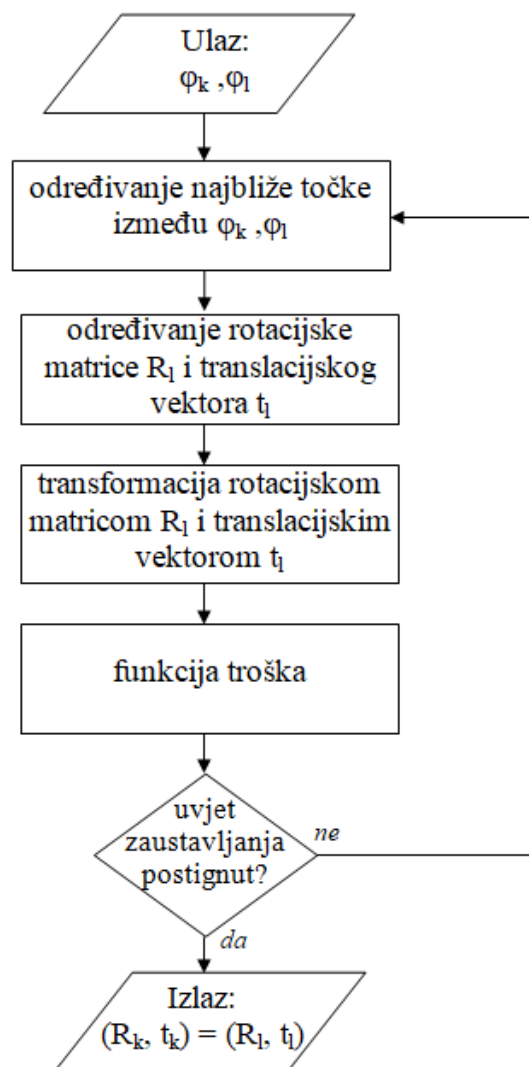 Ulaz:
φₖ ,φₗ
određivanje najbliže točke
između φₖ ,φₗ
određivanje rotacijske
matrice Rₗ i translacijskog
vektora tₗ
transformacija rotacijskom
matricom Rₗ i translacijskim
vektorom tₗ
funkcija troška
uvjet
zaustavljanja
postignut?
ne
da
Izlaz:
(Rₖ, tₖ) = (Rₗ, tₗ)